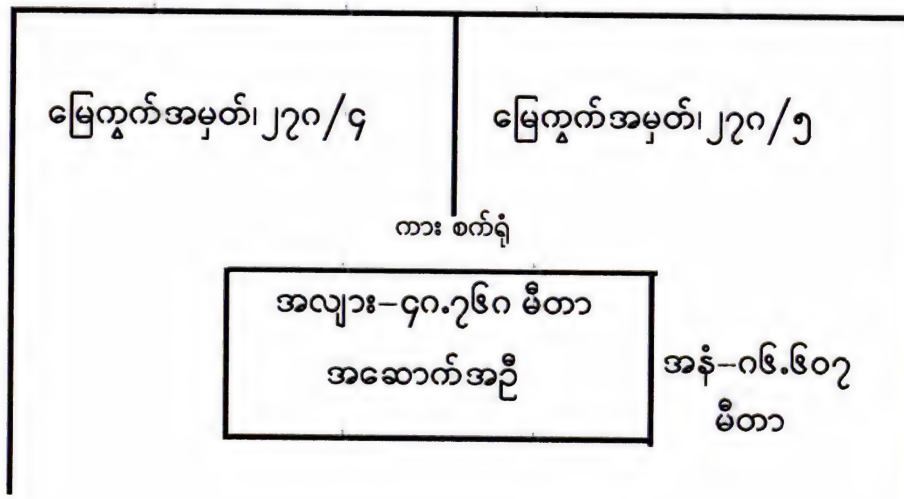 မြေကွက်အမှတ်၊၂၇၈/၄
မြေကွက်အမှတ်၊၂၇၈/၅
ကား စက်ရုံ
အလျား−၄၈.၇၆၈ မီတာ
အဆောက်အဦ
အနံ−၈၆.၆၀၇
မီတာ